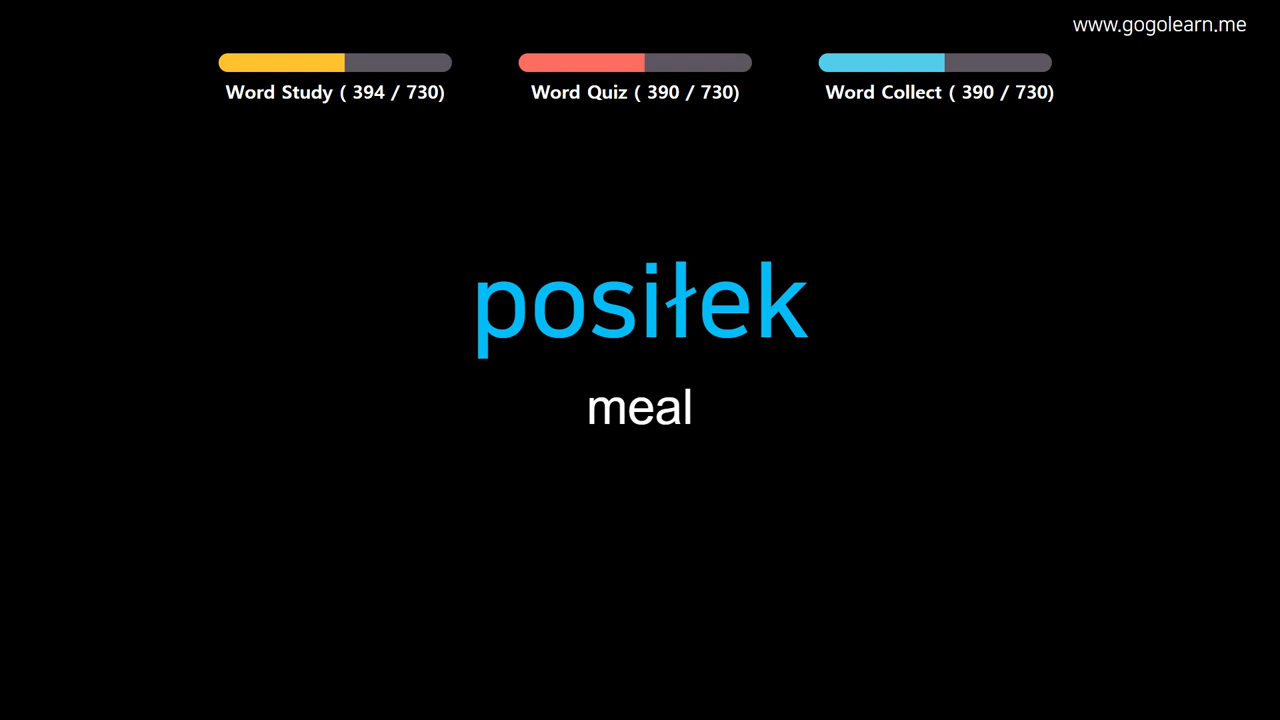 www.gogolearn.me
Word Study ( 394 / 730)
Word Quiz ( 390 / 730)
Word Collect ( 390 / 730)
posiłek
meal